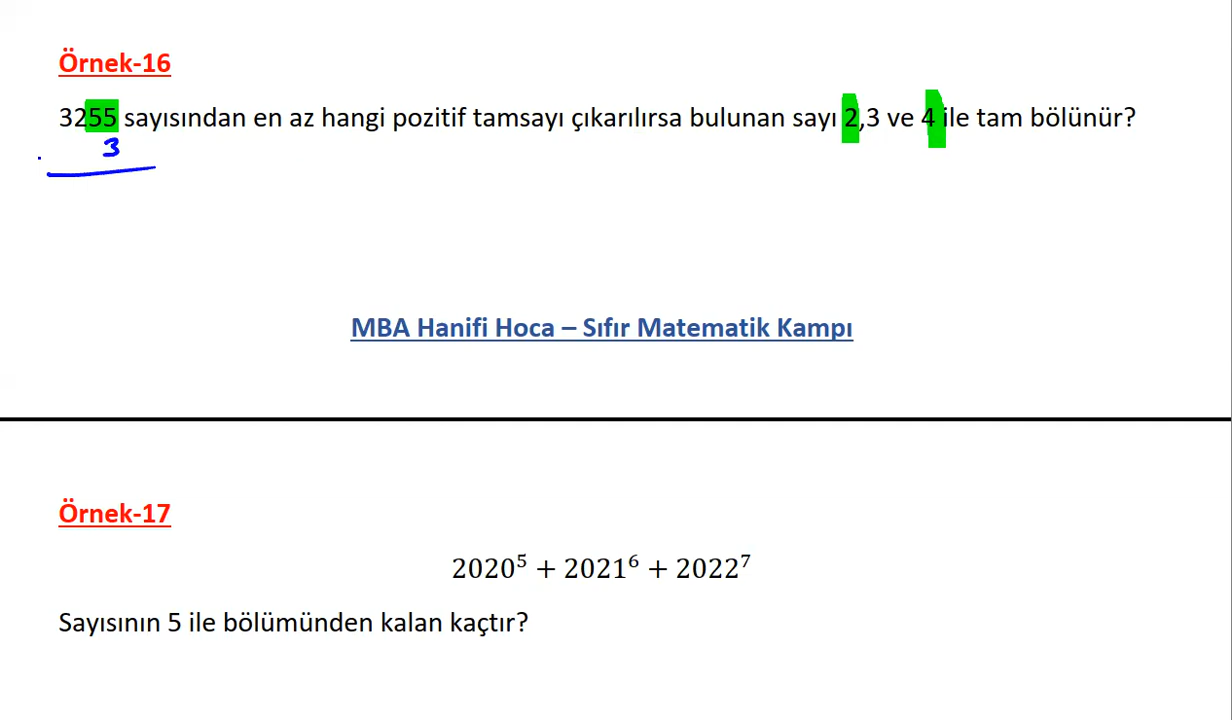 Örnek-16
3255 sayısından en az hangi pozitif tamsayı çıkarılırsa bulunan sayı 2,3 ve 4 ile tam bölünür?
3
MBA Hanifi Hoca – Sıfır Matematik Kampı
Örnek-17
2020⁵ + 2021⁶ + 2022⁷
Sayısının 5 ile bölümünden kalan kaçtır?